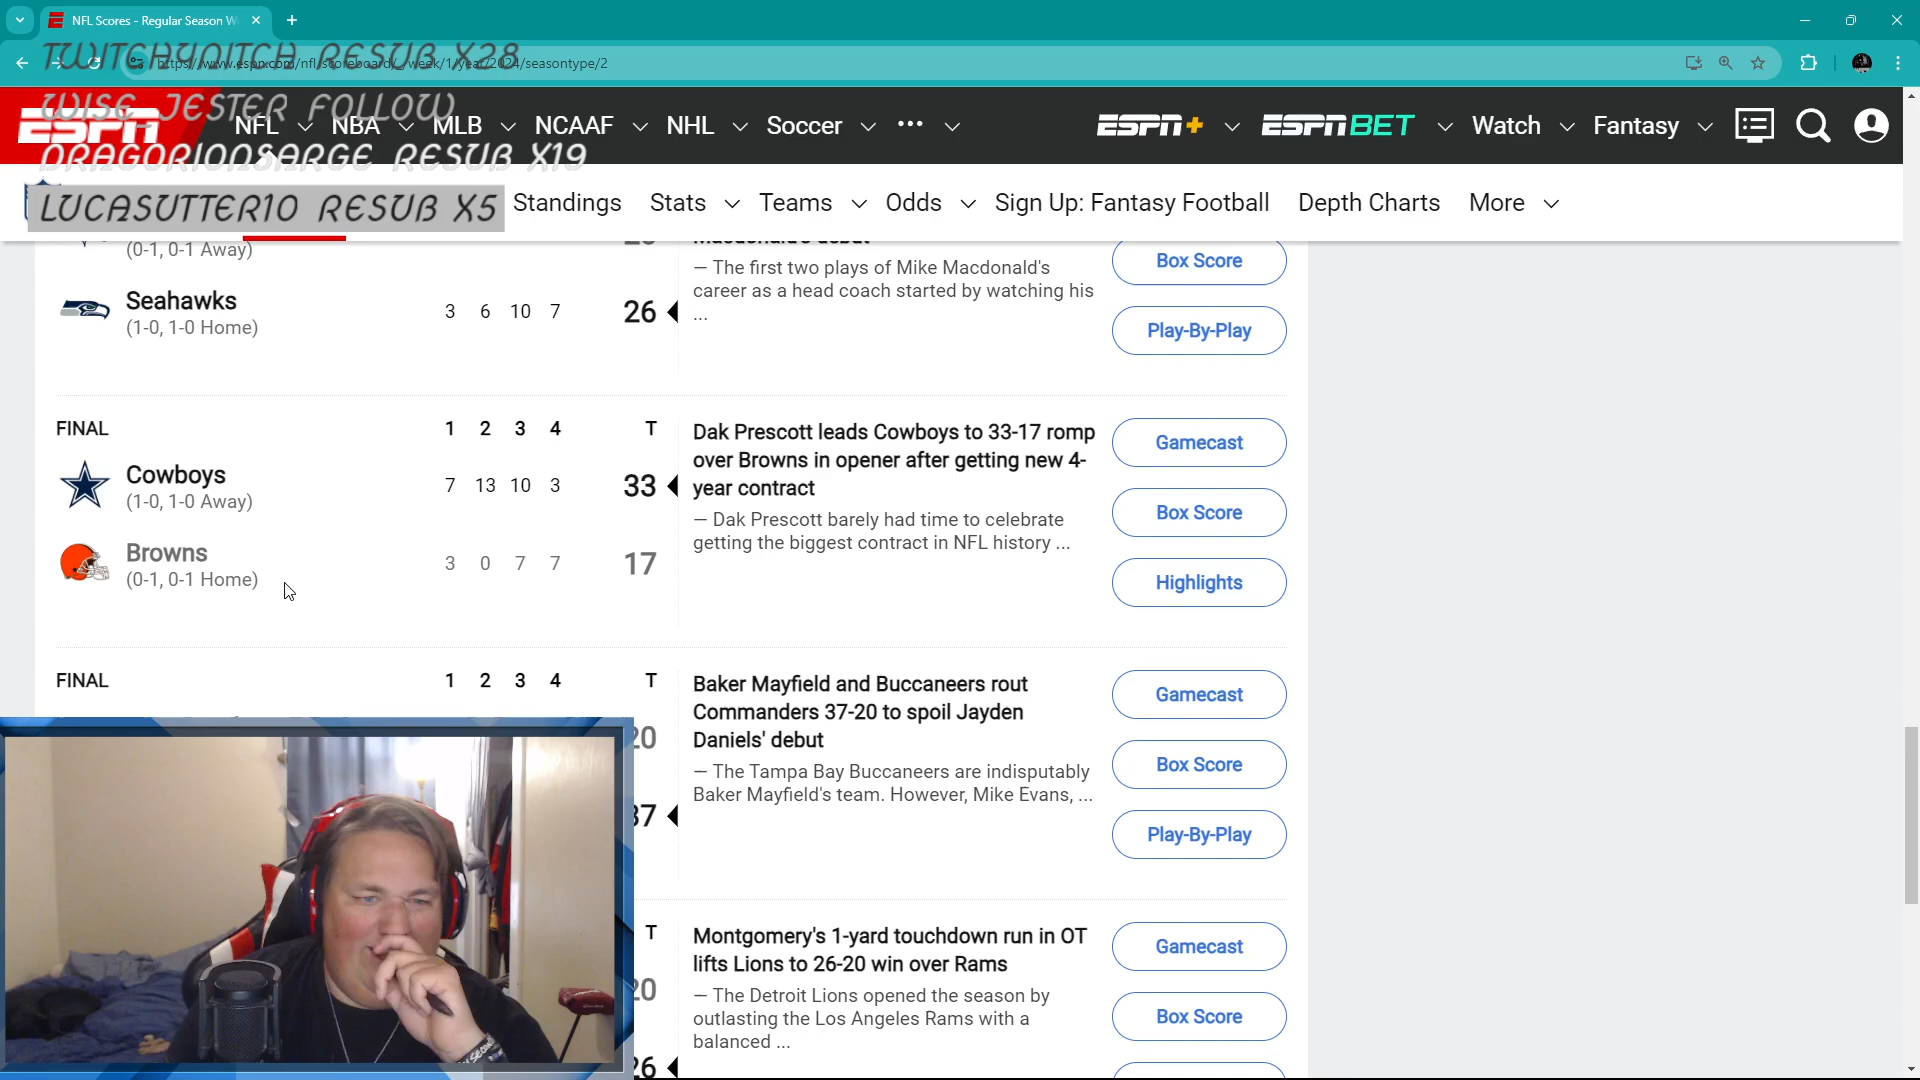 NFL Scores - Regular Season W
TWITCHYDITCH RESUB X28
https://www.espn.com/nfl/scoreboard/_/week/1/year/2024/seasontype/2
WISE_JESTER FOLLOW
ESPN NFL NBA MLB NCAAF NHL Soccer ESPN+ ESPN BET Watch Fantasy
DRAGORIONSARGE RESUB X19
LUCASUTTER10 RESUB X5
Standings Stats Teams Odds Sign Up: Fantasy Football Depth Charts More
(0-1, 0-1 Away)
Seahawks
(1-0, 1-0 Home)
3 6 10 7 26
— The first two plays of Mike Macdonald's
career as a head coach started by watching his
...
Box Score
Play-By-Play
FINAL 1 2 3 4 T
Cowboys
(1-0, 1-0 Away)
7 13 10 3 33
Browns
(0-1, 0-1 Home)
3 0 7 7 17
Dak Prescott leads Cowboys to 33-17 romp
over Browns in opener after getting new 4-
year contract
— Dak Prescott barely had time to celebrate
getting the biggest contract in NFL history ...
Gamecast
Box Score
Highlights
FINAL 1 2 3 4 T
20
37
Baker Mayfield and Buccaneers rout
Commanders 37-20 to spoil Jayden
Daniels' debut
— The Tampa Bay Buccaneers are indisputably
Baker Mayfield's team. However, Mike Evans, ...
Gamecast
Box Score
Play-By-Play
T
20
26
Montgomery's 1-yard touchdown run in OT
lifts Lions to 26-20 win over Rams
— The Detroit Lions opened the season by
outlasting the Los Angeles Rams with a
balanced ...
Gamecast
Box Score